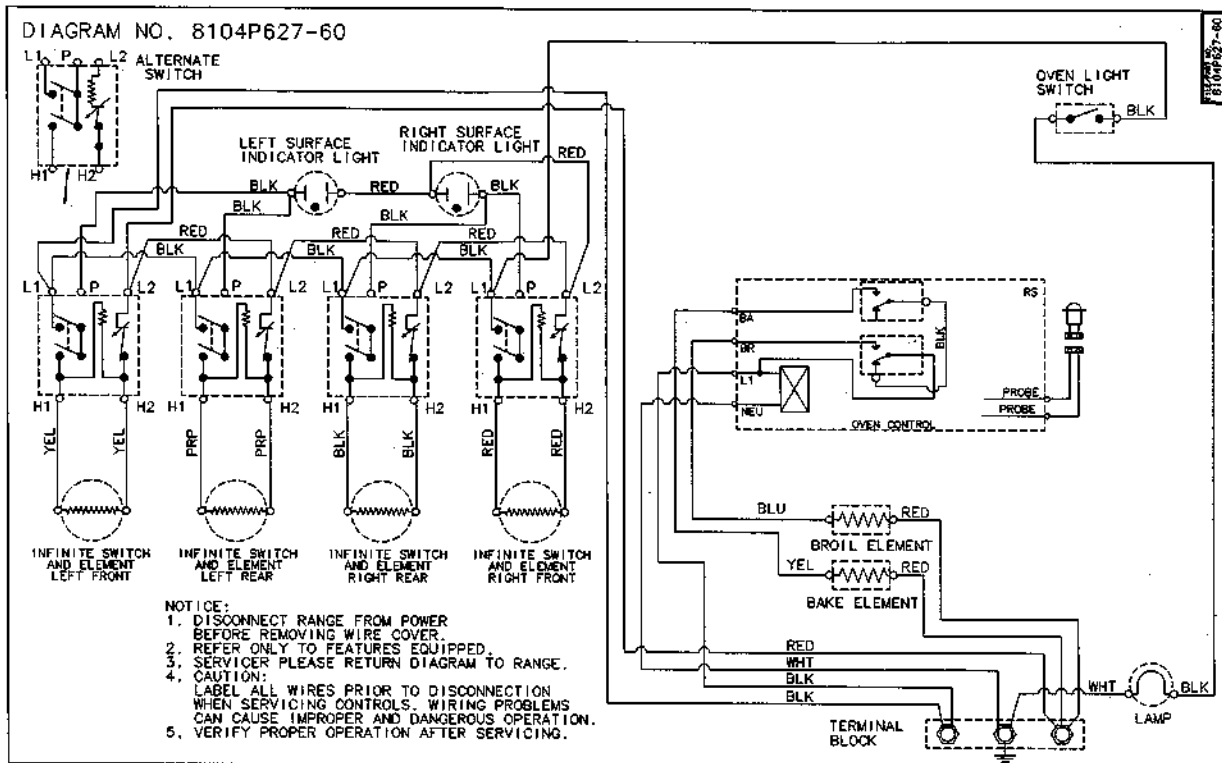 DIAGRAM NO. 8104P627-60
8104P627-60
L1 P L2
ALTERNATE
SWITCH
H1 H2
OVEN LIGHT
SWITCH
BLK
LEFT SURFACE
INDICATOR LIGHT
RIGHT SURFACE
INDICATOR LIGHT
RED
BLK RED BLK
BLK BLK
RED RED RED
BLK BLK BLK
L1 P L2 L1 P L2 L1 P L2 L1 P L2
H1 H2 H1 H2 H1 H2 H1 H2
YEL YEL PRP PRP BLK BLK RED RED
INFINITE SWITCH
AND ELEMENT
LEFT FRONT
INFINITE SWITCH
AND ELEMENT
LEFT REAR
INFINITE SWITCH
AND ELEMENT
RIGHT REAR
INFINITE SWITCH
AND ELEMENT
RIGHT FRONT
RS
BA
BLK
BR
L1
NEU
PROBE
PROBE
OVEN CONTROL
BLU RED
BROIL ELEMENT
YEL RED
BAKE ELEMENT
RED
WHT
BLK
BLK
WHT BLK
LAMP
TERMINAL
BLOCK
NOTICE:
1. DISCONNECT RANGE FROM POWER
BEFORE REMOVING WIRE COVER.
2. REFER ONLY TO FEATURES EQUIPPED.
3. SERVICER PLEASE RETURN DIAGRAM TO RANGE.
4. CAUTION:
LABEL ALL WIRES PRIOR TO DISCONNECTION
WHEN SERVICING CONTROLS. WIRING PROBLEMS
CAN CAUSE IMPROPER AND DANGEROUS OPERATION.
5. VERIFY PROPER OPERATION AFTER SERVICING.